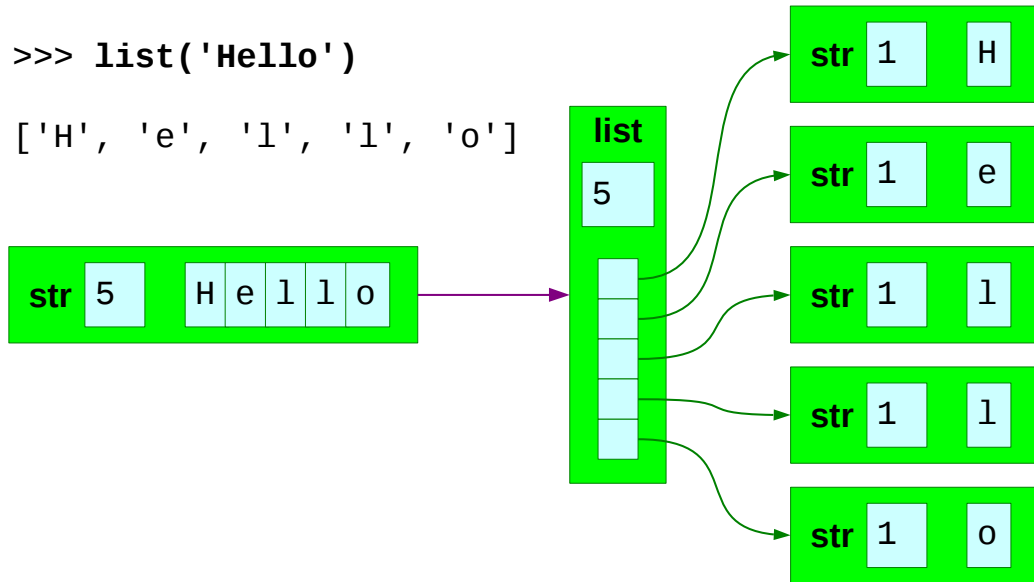 >>> list('Hello')
['H', 'e', 'l', 'l', 'o']
str 5 H e l l o
list
5
str 1 H
str 1 e
str 1 l
str 1 l
str 1 o